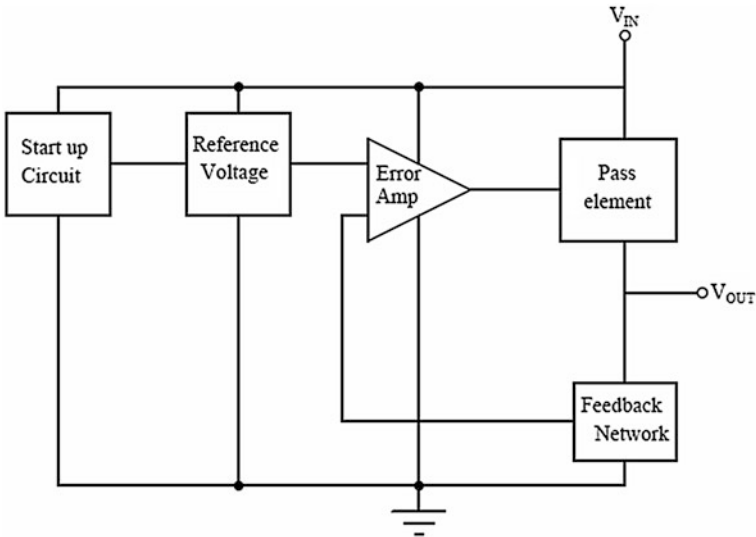 V_IN
Start up
Circuit
Reference
Voltage
Error
Amp
Pass
element
V_OUT
Feedback
Network